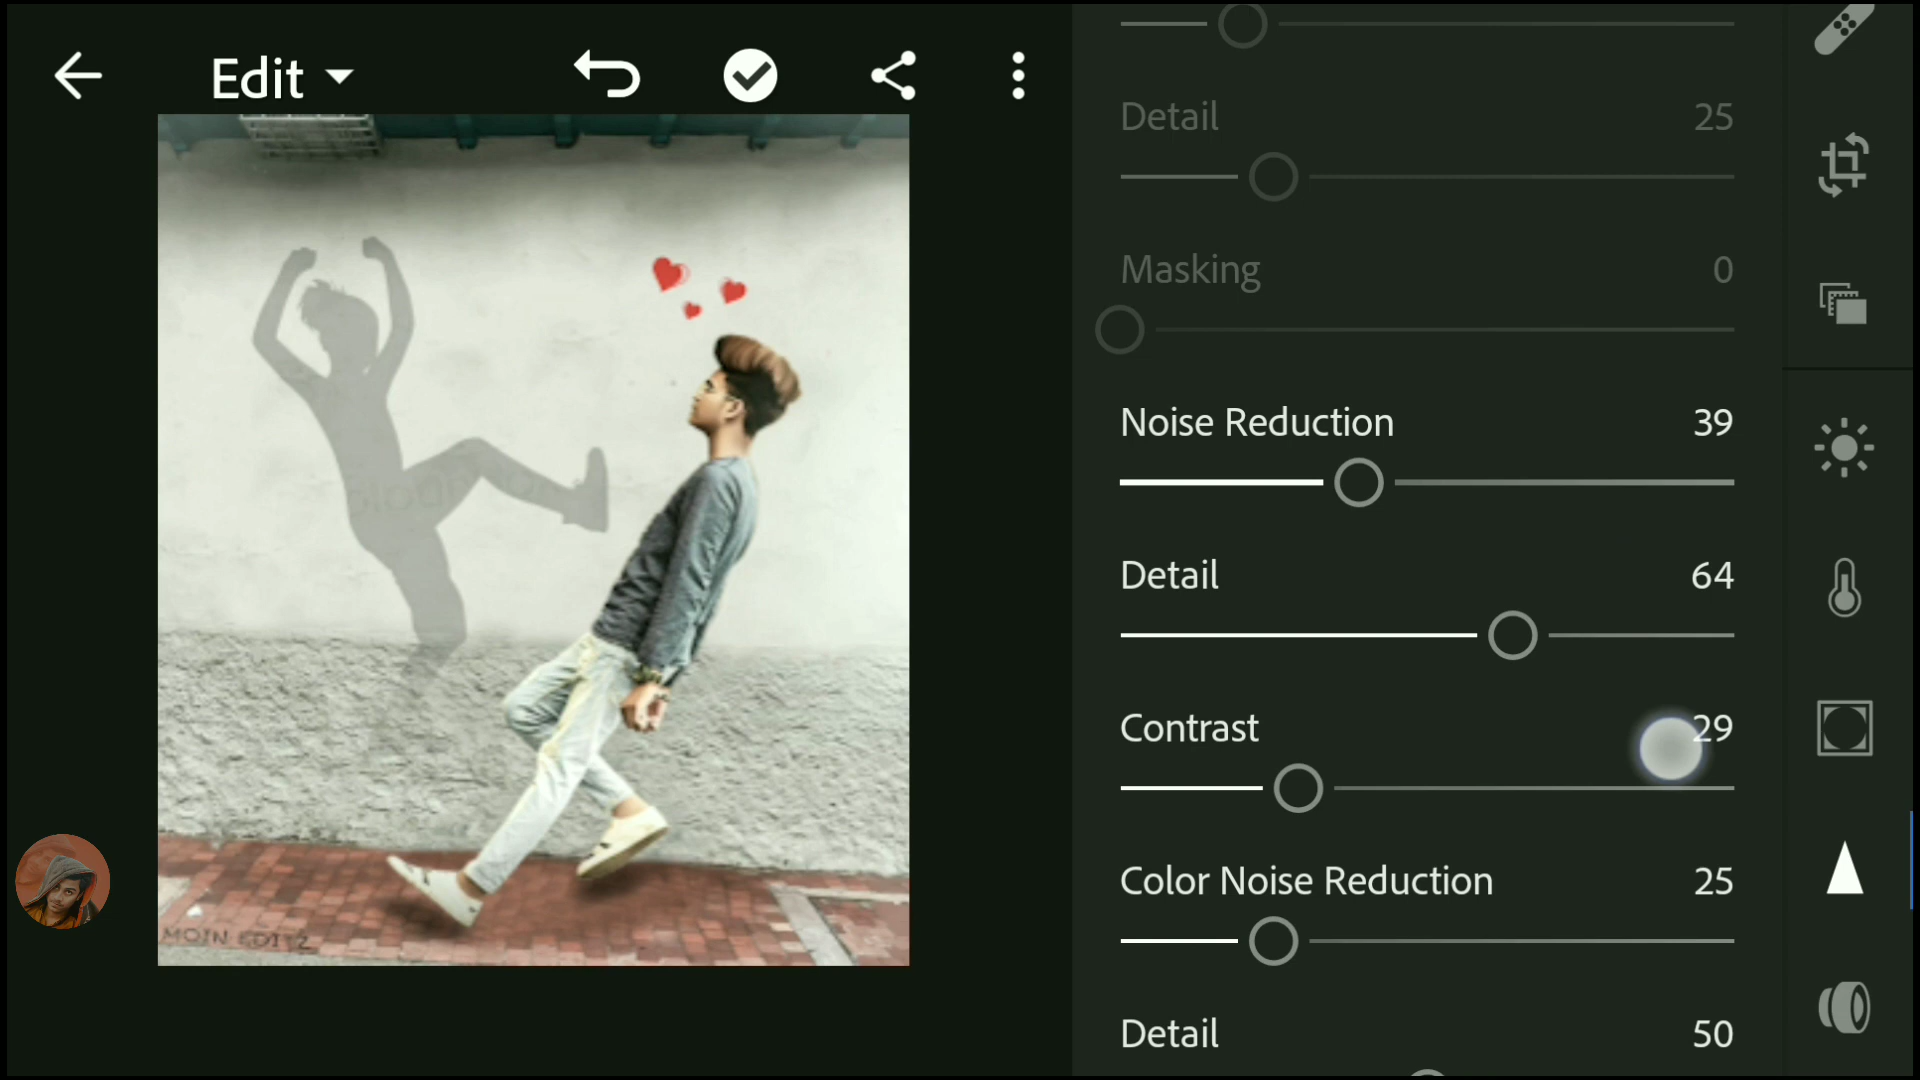 Edit
Detail 25
Masking 0
Noise Reduction 39
Detail 64
Contrast 29
Color Noise Reduction 25
Detail 50
MOIN EDITZ